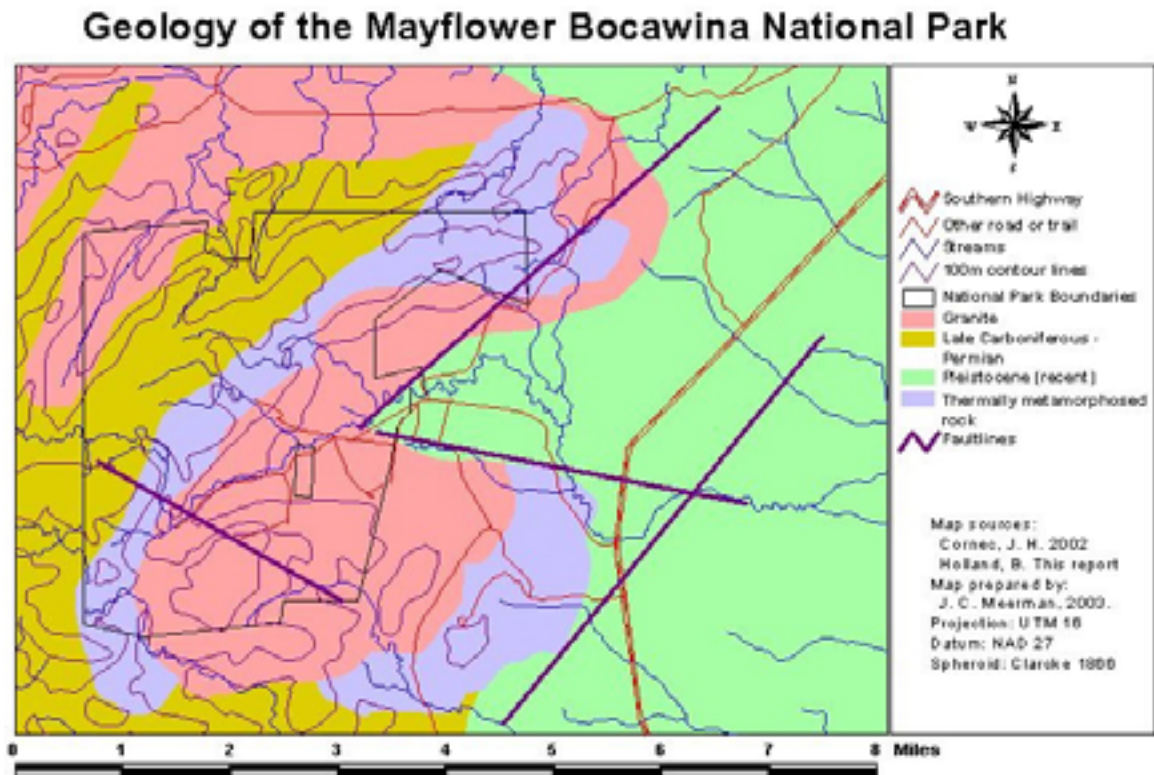 Geology of the Mayflower Bocawina National Park
N
W E
Southern Highway
Other road or trail
Streams
100m contour lines
National Park Boundaries
Granite
Late Carboniferous -
Permian
Pleistocene (recent)
Thermally metamorphosed
rock
Faultlines
Map sources:
Cornec, J. H. 2002
Holland, B. This report
Map prepared by:
J. C. Meerman, 2003.
Projection: UTM 16
Datum: NAD 27
Spheroid: Clarcke 1866
0 1 2 3 4 5 6 7 8 Miles